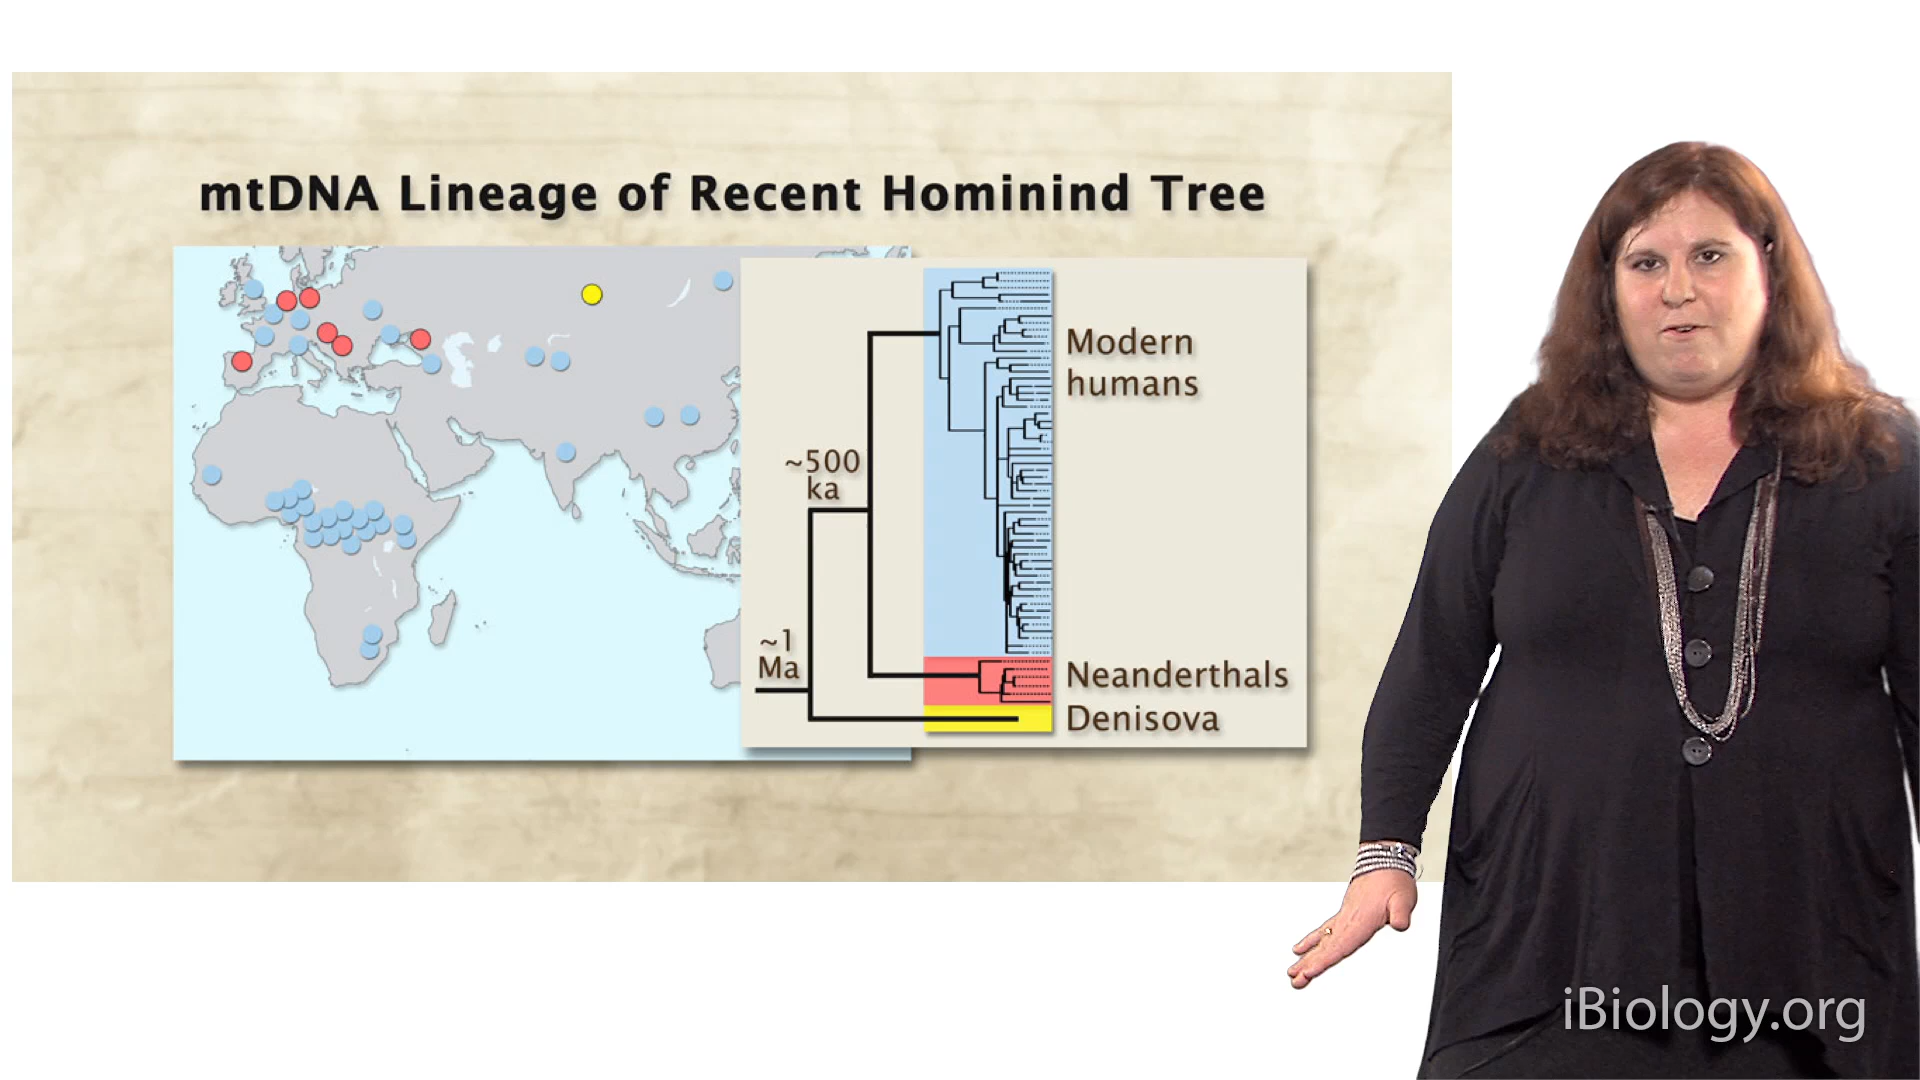 mtDNA Lineage of Recent Hominind Tree
Modern
humans
~500
ka
~1
Ma
Neanderthals
Denisova
iBiology.org